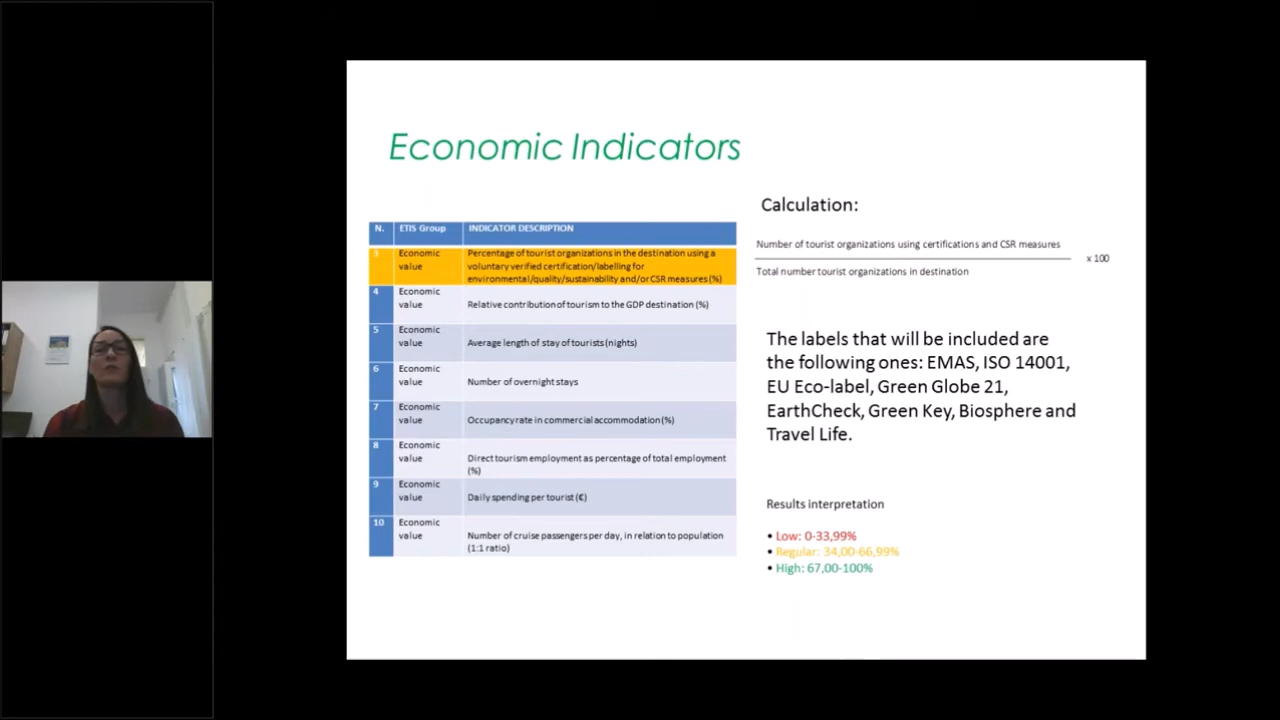 Economic Indicators
N. ETIS Group INDICATOR DESCRIPTION
3 Economic value Percentage of tourist organizations in the destination using a
voluntary verified certification/labelling for
environmental/quality/sustainability and/or CSR measures (%)
4 Economic value Relative contribution of tourism to the GDP destination (%)
5 Economic value Average length of stay of tourists (nights)
6 Economic value Number of overnight stays
7 Economic value Occupancy rate in commercial accommodation (%)
8 Economic value Direct tourism employment as percentage of total employment
(%)
9 Economic value Daily spending per tourist (€)
10 Economic value Number of cruise passengers per day, in relation to population
(1:1 ratio)
Calculation:
Number of tourist organizations using certifications and CSR measures
x 100
Total number tourist organizations in destination
The labels that will be included are
the following ones: EMAS, ISO 14001,
EU Eco-label, Green Globe 21,
EarthCheck, Green Key, Biosphere and
Travel Life.
Results interpretation
• Low: 0-33,99%
• Regular: 34,00-66,99%
• High: 67,00-100%